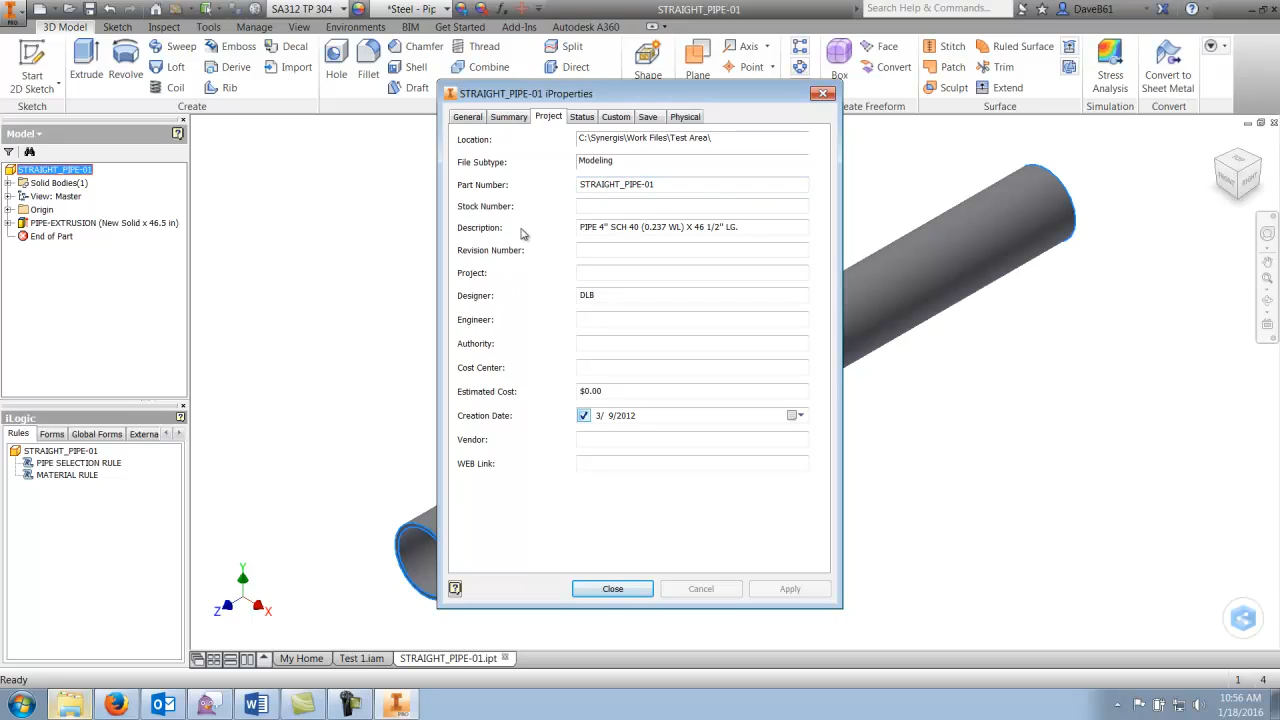 PRO
SA312 TP 304
*Steel - Pip
STRAIGHT_PIPE-01
Search Help & Commands...
DaveB61
3D Model Sketch Inspect Tools Manage View Environments BIM Get Started Add-Ins Autodesk A360
Start
2D Sketch
Extrude
Revolve
Sweep
Emboss
Decal
Loft
Derive
Import
Coil
Rib
Hole
Fillet
Chamfer
Thread
Split
Shell
Combine
Direct
Draft
Shape
Plane
Axis
Point
Box
Face
Convert
Stitch
Ruled Surface
Patch
Trim
Sculpt
Extend
Stress
Analysis
Convert to
Sheet Metal
Sketch
Create
Create Freeform
Surface
Simulation
Convert
Model
STRAIGHT_PIPE-01
Solid Bodies(1)
View: Master
Origin
PIPE-EXTRUSION (New Solid x 46.5 in)
End of Part
iLogic
Rules Forms Global Forms Externa
STRAIGHT_PIPE-01
PIPE SELECTION RULE
MATERIAL RULE
STRAIGHT_PIPE-01 iProperties
General Summary Project Status Custom Save Physical
Location: C:\Synergis\Work Files\Test Area\
File Subtype: Modeling
Part Number: STRAIGHT_PIPE-01
Stock Number:
Description: PIPE 4" SCH 40 (0.237 WL) X 46 1/2" LG.
Revision Number:
Project:
Designer: DLB
Engineer:
Authority:
Cost Center:
Estimated Cost: $0.00
Creation Date: 3/ 9/2012
Vendor:
WEB Link:
Close Cancel Apply
TOP
FRONT
RIGHT
Y
Z
X
My Home Test 1.iam STRAIGHT_PIPE-01.ipt
Ready
1 4
PRO
10:56 AM
1/18/2016